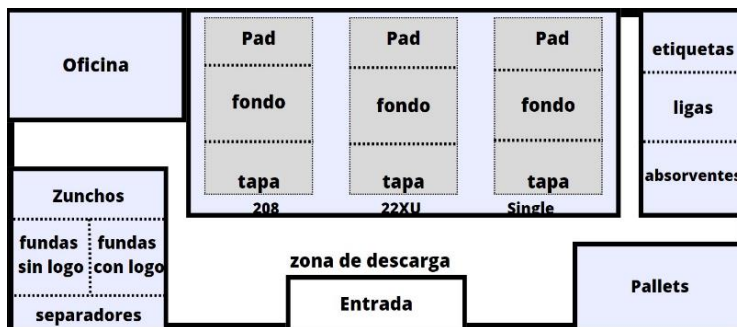 Oficina
Pad
fondo
tapa
208
Pad
fondo
tapa
22XU
Pad
fondo
tapa
Single
etiquetas
ligas
absorventes
Zunchos
fundas
sin logo
fundas
con logo
separadores
zona de descarga
Entrada
Pallets